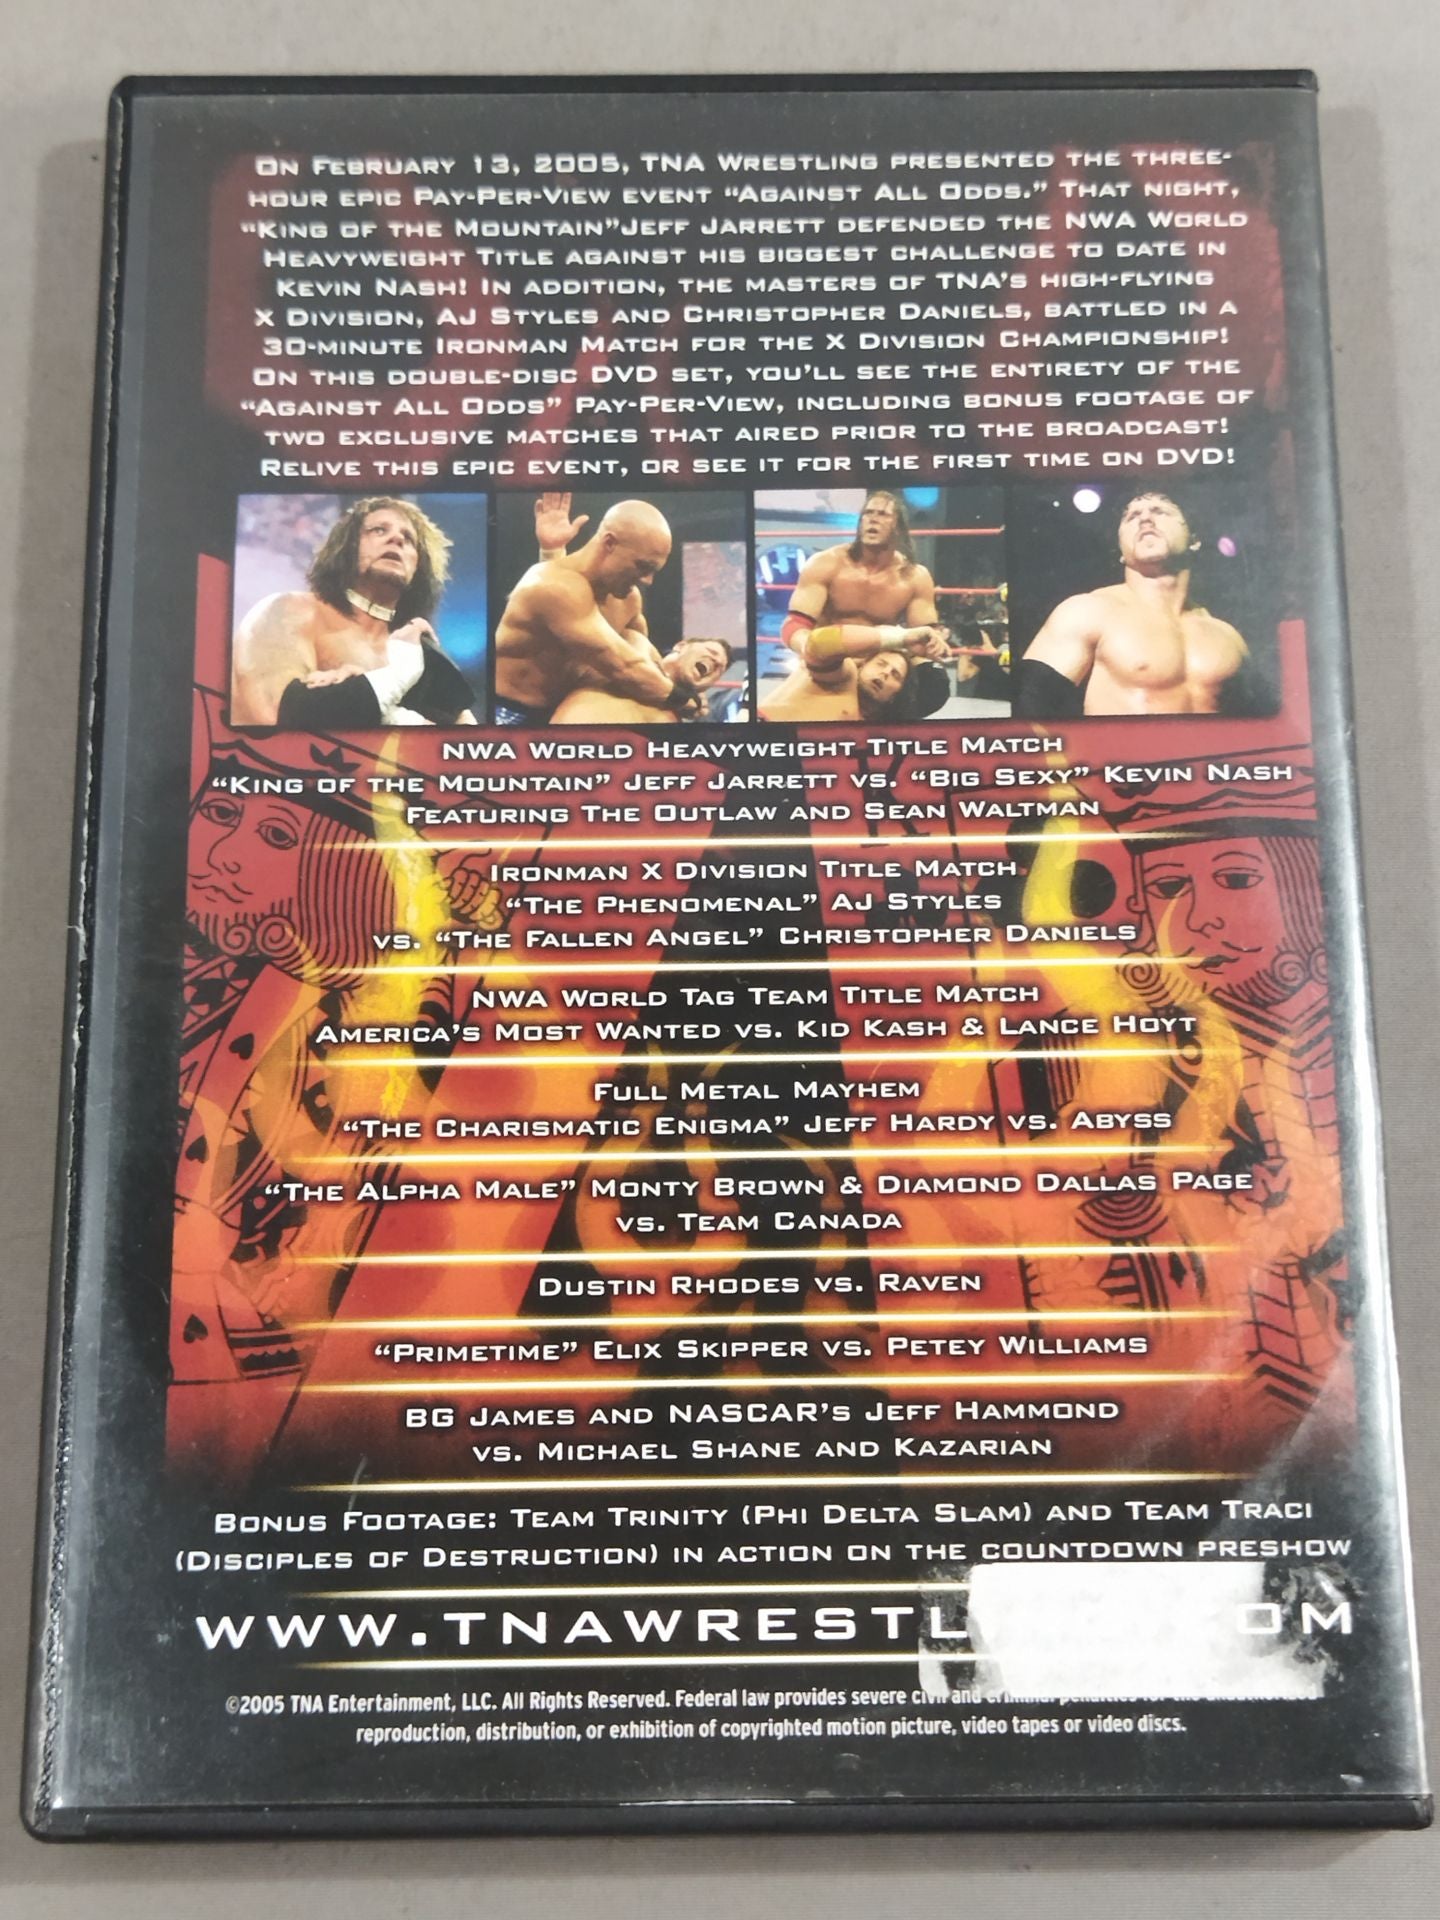 On February 13, 2005, TNA Wrestling presented the three-
hour epic Pay-Per-View event “Against All Odds.” That night,
“King of the Mountain”Jeff Jarrett defended the NWA World
Heavyweight Title against his biggest challenge to date in
Kevin Nash! In addition, the masters of TNA's high-flying
X Division, AJ Styles and Christopher Daniels, battled in a
30-minute Ironman Match for the X Division Championship!
On this double-disc DVD set, you'll see the entirety of the
“Against All Odds” Pay-Per-View, including bonus footage of
two exclusive matches that aired prior to the broadcast!
Relive this epic event, or see it for the first time on DVD!
NWA World Heavyweight Title Match
“King of the Mountain” Jeff Jarrett vs. “Big Sexy” Kevin Nash
Featuring The Outlaw and Sean Waltman
Ironman X Division Title Match
“The Phenomenal” AJ Styles
vs. “The Fallen Angel” Christopher Daniels
NWA World Tag Team Title Match
America's Most Wanted vs. Kid Kash & Lance Hoyt
Full Metal Mayhem
“The Charismatic Enigma” Jeff Hardy vs. Abyss
“The Alpha Male” Monty Brown & Diamond Dallas Page
vs. Team Canada
Dustin Rhodes vs. Raven
“Primetime” Elix Skipper vs. Petey Williams
BG James and NASCAR's Jeff Hammond
vs. Michael Shane and Kazarian
Bonus Footage: Team Trinity (Phi Delta Slam) and Team Traci
(Disciples of Destruction) in action on the countdown preshow
www.TNAWRESTL OM
©2005 TNA Entertainment, LLC. All Rights Reserved. Federal law provides severe civil and criminal penalties for the unauthorized
reproduction, distribution, or exhibition of copyrighted motion picture, video tapes or video discs.